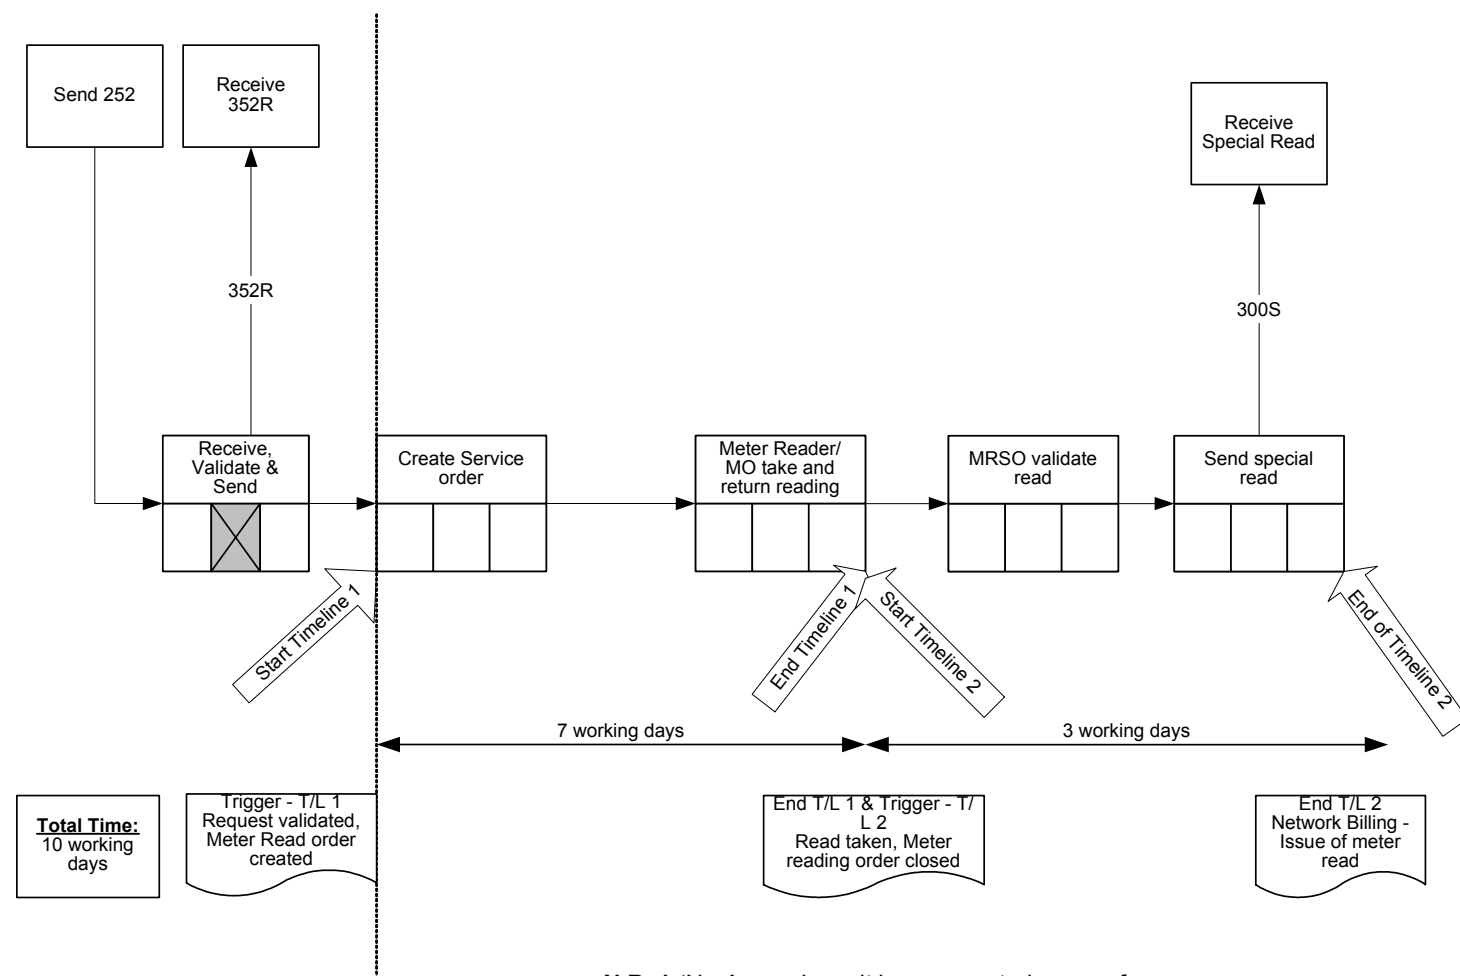 Send 252
Receive
352R
Receive
Special Read
352R
300S
Receive,
Validate &
Send
Create Service
order
Meter Reader/
MO take and
return reading
MRSO validate
read
Send special
read
Start Timeline 1
End Timeline 1
Start Timeline 2
End of Timeline 2
7 working days
3 working days
Total Time:
10 working
days
Trigger - T/L 1
Request validated,
Meter Read order
created
End T/L 1 & Trigger - T/
L 2
Read taken, Meter
reading order closed
End T/L 2
Network Billing -
Issue of meter
read